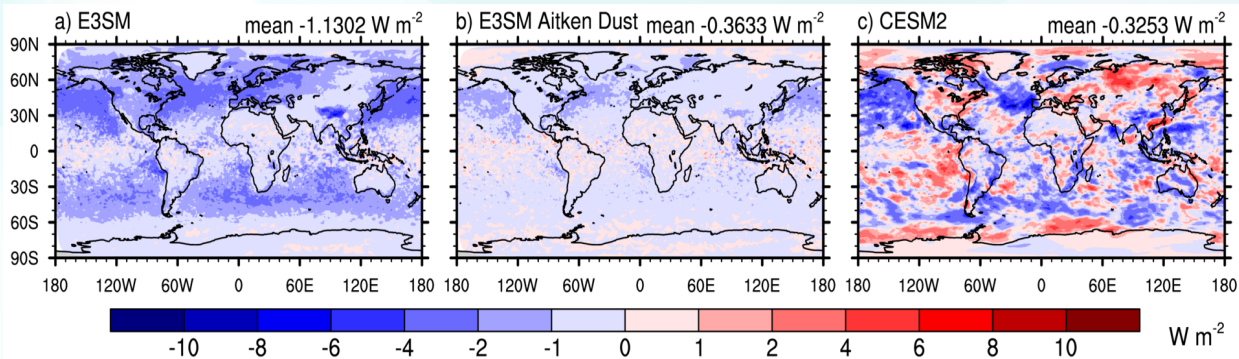 a) E3SM mean -1.1302 W m-2
b) E3SM Aitken Dust mean -0.3633 W m-2
c) CESM2 mean -0.3253 W m-2
90N
60N
30N
0
30S
60S
90S
180 120W 60W 0 60E 120E 180
180 120W 60W 0 60E 120E 180
180 120W 60W 0 60E 120E 180
-10 -8 -6 -4 -2 -1 0 1 2 4 6 8 10
W m-2